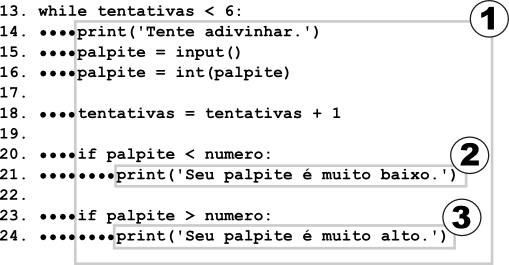 1
13. while tentativas < 6:
14. ••••print('Tente adivinhar.')
15. ••••palpite = input()
16. ••••palpite = int(palpite)
17.
18. ••••tentativas = tentativas + 1
19.
2
20. ••••if palpite < numero:
21. ••••••••print('Seu palpite é muito baixo.')
22.
3
23. ••••if palpite > numero:
24. ••••••••print('Seu palpite é muito alto.')